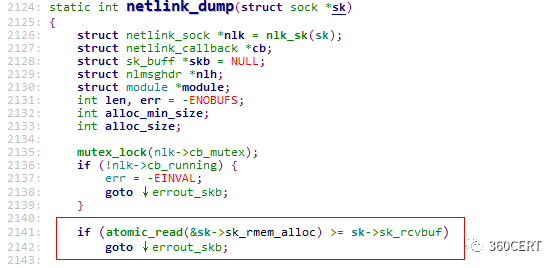 2124: static int netlink_dump(struct sock *sk)
2125: {
2126:     struct netlink_sock *nlk = nlk_sk(sk);
2127:     struct netlink_callback *cb;
2128:     struct sk_buff *skb = NULL;
2129:     struct nlmsghdr *nlh;
2130:     struct module *module;
2131:     int len, err = -ENOBUFS;
2132:     int alloc_min_size;
2133:     int alloc_size;
2134:
2135:     mutex_lock(nlk->cb_mutex);
2136:     if (!nlk->cb_running) {
2137:         err = -EINVAL;
2138:         goto ↓errout_skb;
2139:     }
2140:
2141:     if (atomic_read(&sk->sk_rmem_alloc) >= sk->sk_rcvbuf)
2142:         goto ↓errout_skb;
360CERT